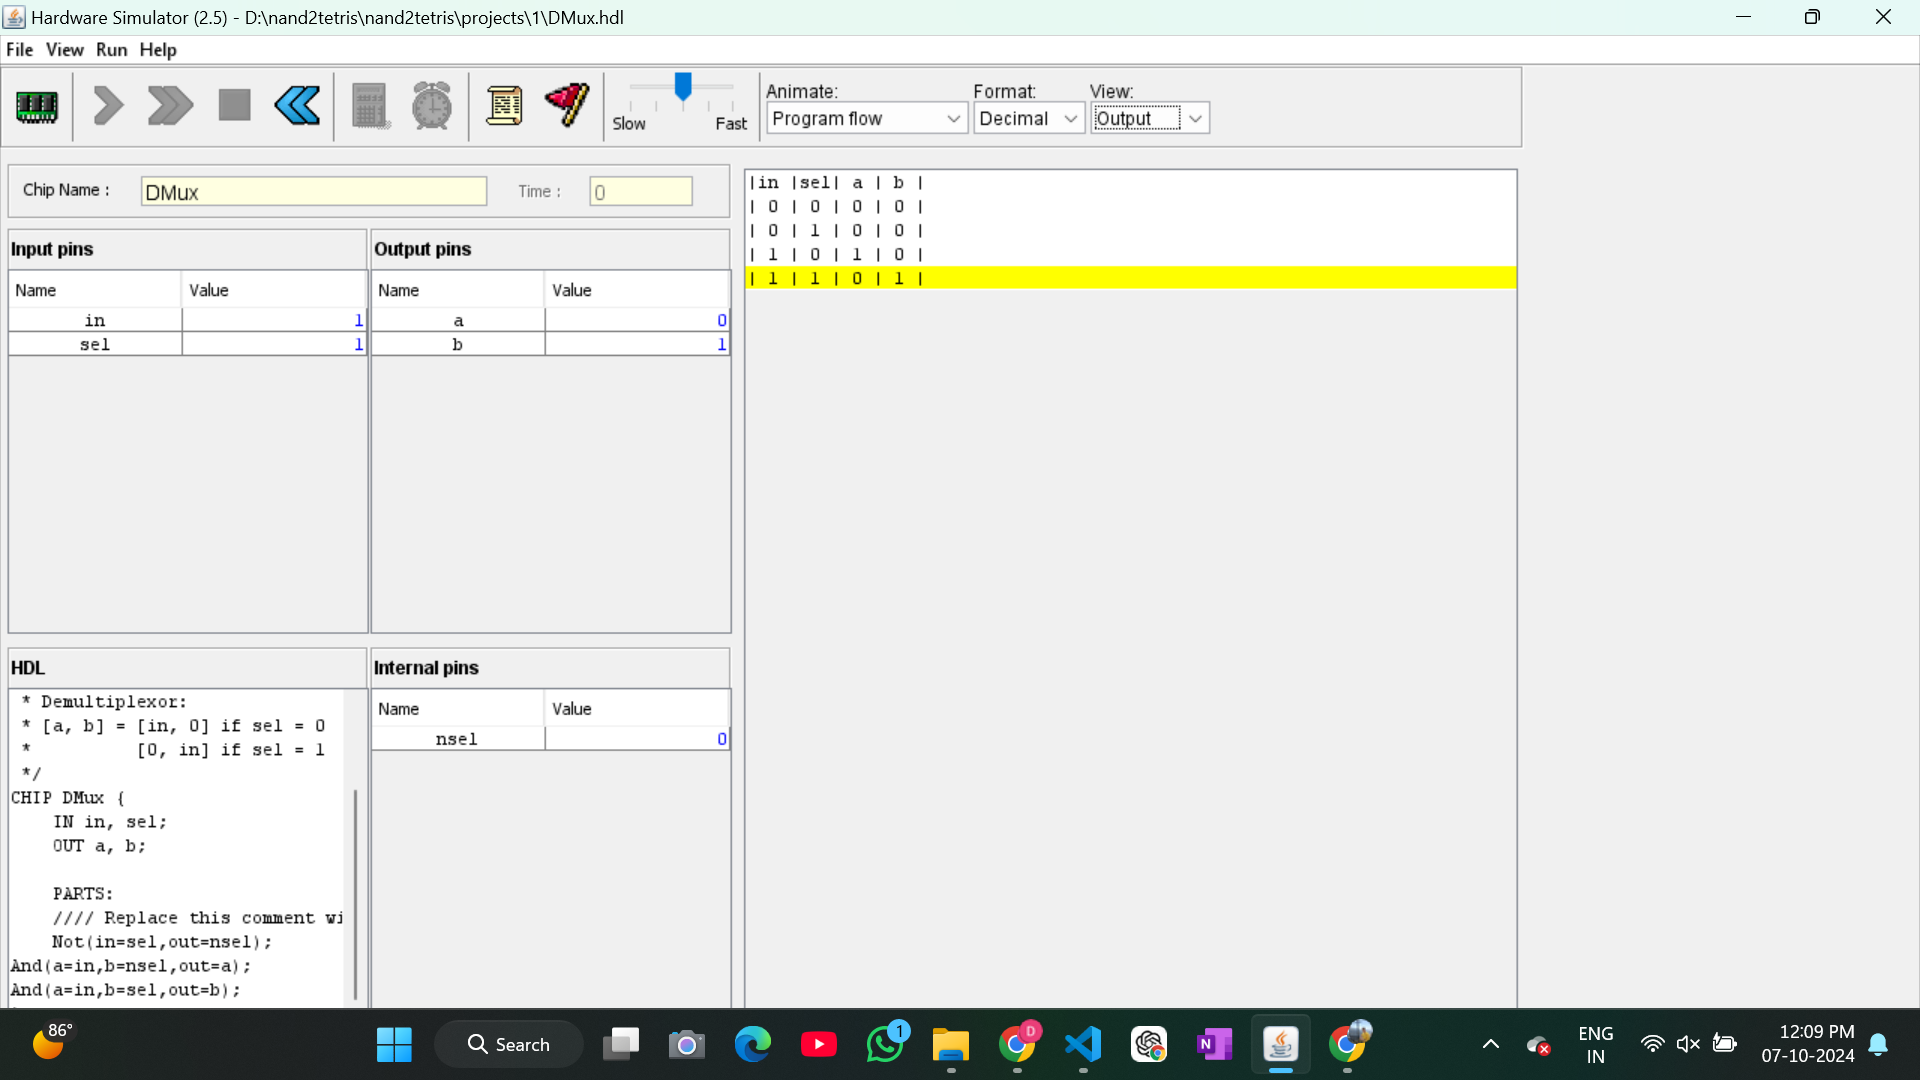 Hardware Simulator (2.5) - D:\nand2tetris\nand2tetris\projects\1\DMux.hdl
File View Run Help
Slow Fast
Animate: Format: View:
Program flow Decimal Output
Chip Name : DMux Time : 0
Input pins
Name Value
in 1
sel 1
Output pins
Name Value
a 0
b 1
|in |sel| a | b |
| 0 | 0 | 0 | 0 |
| 0 | 1 | 0 | 0 |
| 1 | 0 | 1 | 0 |
| 1 | 1 | 0 | 1 |
HDL
* Demultiplexor:
* [a, b] = [in, 0] if sel = 0
* [0, in] if sel = 1
*/
CHIP DMux {
IN in, sel;
OUT a, b;
PARTS:
//// Replace this comment wi
Not(in=sel,out=nsel);
And(a=in,b=nsel,out=a);
And(a=in,b=sel,out=b);
Internal pins
Name Value
nsel 0
86°
Search
1
D
N
ENG
IN
12:09 PM
07-10-2024